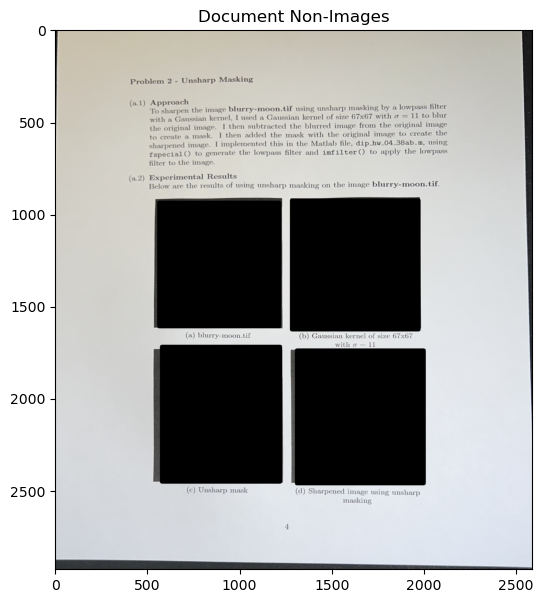 Document Non-Images
0
500
1000
1500
2000
2500
Problem 2 - Unsharp Masking
(a.1) Approach
To sharpen the image blurry-moon.tif using unsharp masking by a lowpass filter
with a Gaussian kernel, I used a Gaussian kernel of size 67x67 with σ = 11 to blur
the original image. I then subtracted the blurred image from the original image
to create a mask. I then added the mask with the original image to create the
sharpened image. I implemented this in the Matlab file, dip_hw_04_38ab.m, using
fspecial() to generate the lowpass filter and imfilter() to apply the lowpass
filter to the image.
(a.2) Experimental Results
Below are the results of using unsharp masking on the image blurry-moon.tif.
(a) blurry-moon.tif
(b) Gaussian kernel of size 67x67
with σ = 11
(c) Unsharp mask
(d) Sharpened image using unsharp
masking
4
0 500 1000 1500 2000 2500